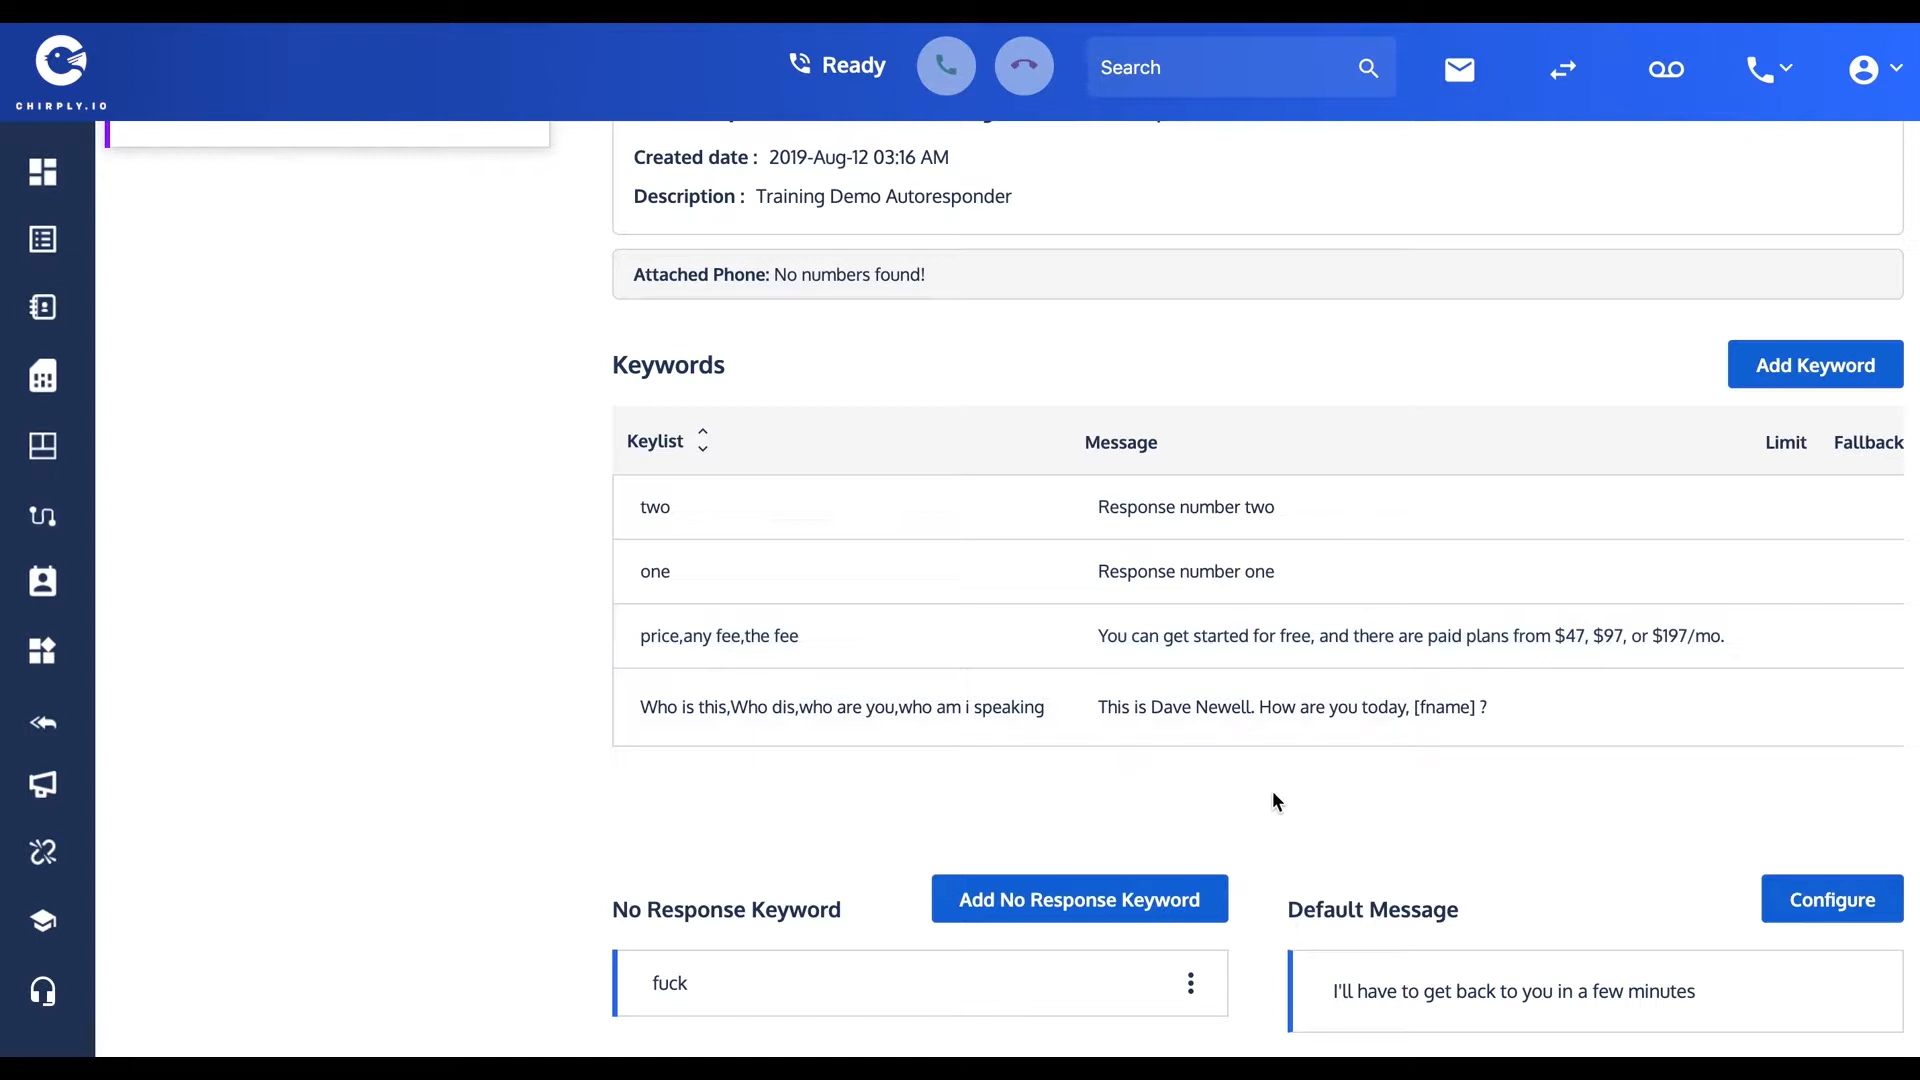 Ready
Search
CHIRPLY.IO
Created date : 2019-Aug-12 03:16 AM
Description : Training Demo Autoresponder
Attached Phone: No numbers found!
Keywords
Add Keyword
Keylist Message Limit Fallback
two Response number two
one Response number one
price,any fee,the fee You can get started for free, and there are paid plans from $47, $97, or $197/mo.
Who is this,Who dis,who are you,who am i speaking This is Dave Newell. How are you today, [fname] ?
No Response Keyword Add No Response Keyword Default Message Configure
fuck
I'll have to get back to you in a few minutes